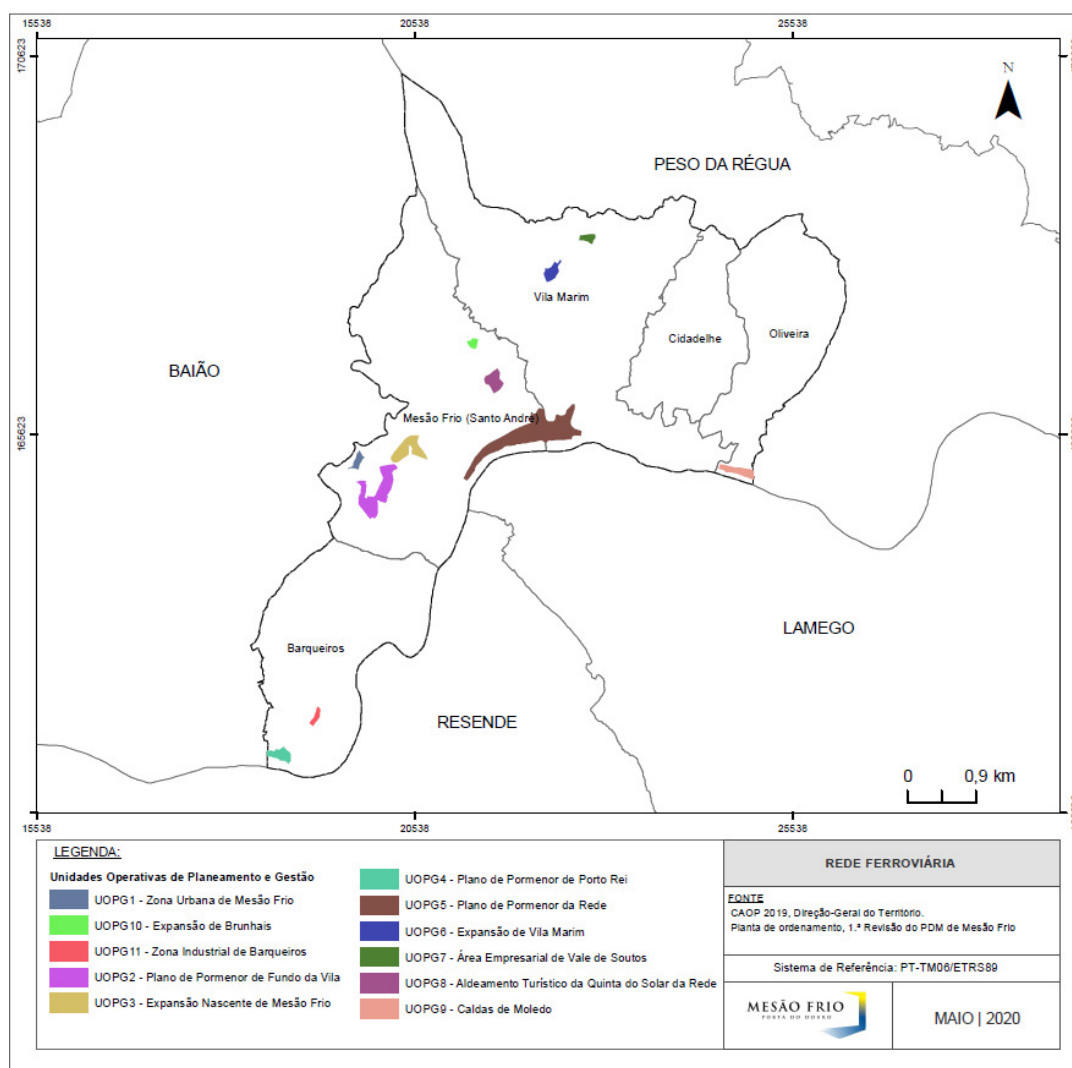 15538
20538
25538
170623
N
PESO DA RÉGUA
Vila Marim
Cidadelhe
Oliveira
BAIÃO
Mesão Frio (Santo André)
165623
Barqueiros
LAMEGO
RESENDE
0 0,9 km
15538
20538
25538
LEGENDA:
Unidades Operativas de Planeamento e Gestão
UOPG1 - Zona Urbana de Mesão Frio
UOPG10 - Expansão de Brunhais
UOPG11 - Zona Industrial de Barqueiros
UOPG2 - Plano de Pormenor de Fundo da Vila
UOPG3 - Expansão Nascente de Mesão Frio
UOPG4 - Plano de Pormenor de Porto Rei
UOPG5 - Plano de Pormenor da Rede
UOPG6 - Expansão de Vila Marim
UOPG7 - Área Empresarial de Vale de Soutos
UOPG8 - Aldeamento Turístico da Quinta do Solar da Rede
UOPG9 - Caldas de Moledo
REDE FERROVIÁRIA
FONTE
CAOP 2019, Direção-Geral do Território.
Planta de ordenamento, 1.ª Revisão do PDM de Mesão Frio
Sistema de Referência: PT-TM06/ETRS89
MESÃO FRIO
PORTA DO DOURO
MAIO | 2020